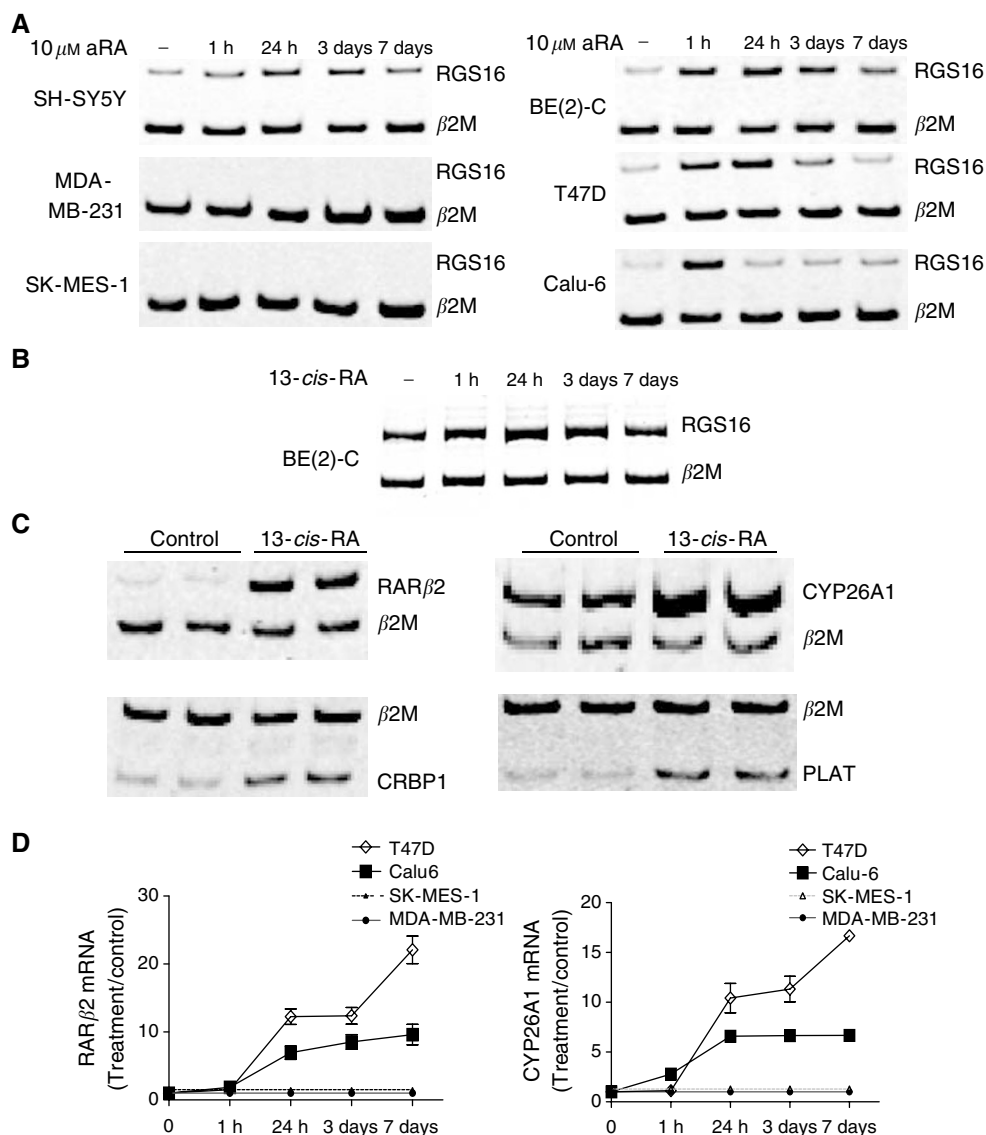 A
10 μM aRA – 1 h 24 h 3 days 7 days
SH-SY5Y
RGS16
β2M
MDA-
MB-231
RGS16
β2M
SK-MES-1
RGS16
β2M
10 μM aRA – 1 h 24 h 3 days 7 days
BE(2)-C
RGS16
β2M
T47D
RGS16
β2M
Calu-6
RGS16
β2M
B
13-cis-RA – 1 h 24 h 3 days 7 days
BE(2)-C
RGS16
β2M
C
Control 13-cis-RA
RARβ2
β2M
β2M
CRBP1
Control 13-cis-RA
CYP26A1
β2M
β2M
PLAT
D
T47D
Calu6
SK-MES-1
MDA-MB-231
RARβ2 mRNA
(Treatment/control)
30
20
10
0
0 1 h 24 h 3 days 7 days
T47D
Calu-6
SK-MES-1
MDA-MB-231
CYP26A1 mRNA
(Treatment/control)
20
15
10
5
0
0 1 h 24 h 3 days 7 days